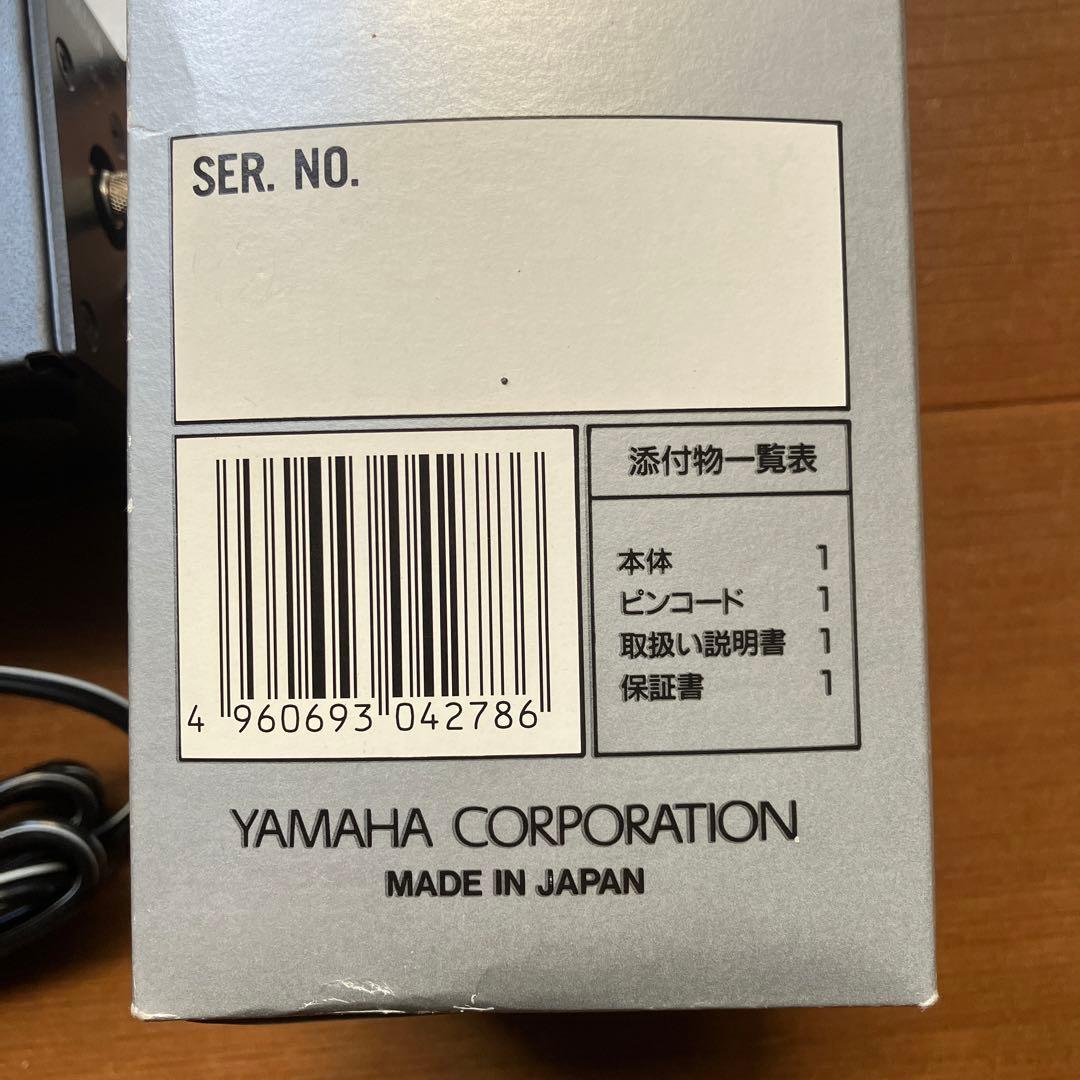 SER. NO.
4 960693 042786
添付物一覧表
本体 1
ピンコード 1
取扱い説明書 1
保証書 1
YAMAHA CORPORATION
MADE IN JAPAN